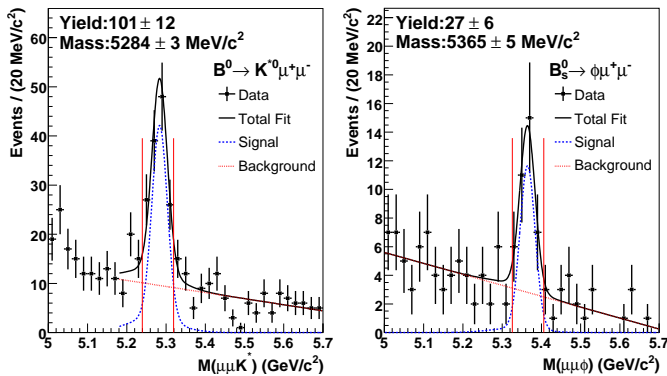 Yield:101 ± 12
Mass:5284 ± 3 MeV/c²
B⁰→ K*⁰μ⁺μ⁻
Data
Total Fit
Signal
Background
Events / (20 MeV/c²)
60
50
40
30
20
10
0
5 5.1 5.2 5.3 5.4 5.5 5.6 5.7
M(μμK*) (GeV/c²)
Yield:27 ± 6
Mass:5365 ± 5 MeV/c²
B⁰ₛ→ φμ⁺μ⁻
Data
Total Fit
Signal
Background
Events / (20 MeV/c²)
22
20
18
16
14
12
10
8
6
4
2
0
5 5.1 5.2 5.3 5.4 5.5 5.6 5.7
M(μμφ) (GeV/c²)